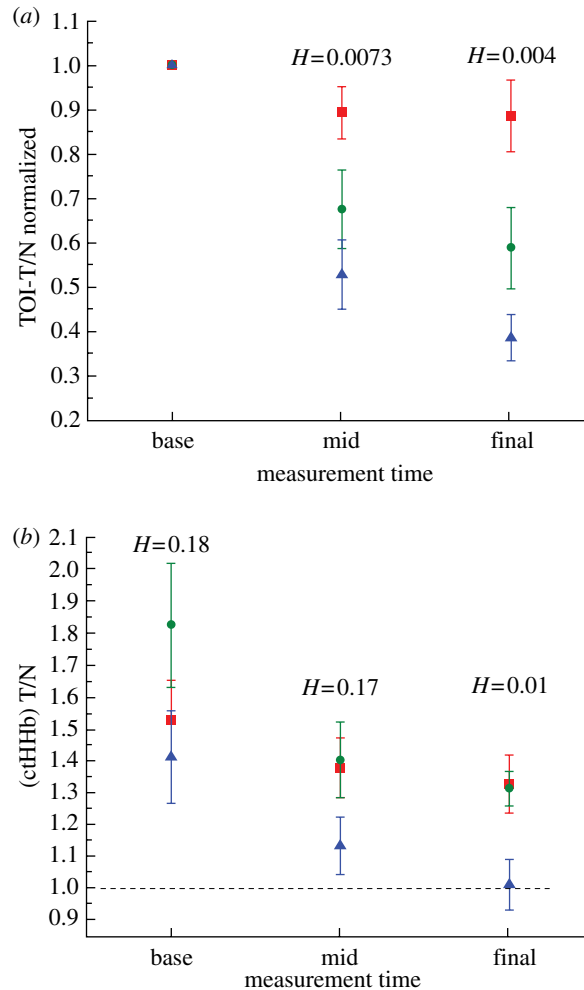 (a)
1.1
H=0.0073 H=0.004
1.0
0.9
0.8
0.7
0.6
0.5
0.4
0.3
0.2
TOI-T/N normalized
base mid final
measurement time
(b)
2.1
H=0.18
2.0
1.9
1.8
1.7
H=0.17 H=0.01
1.6
1.5
1.4
1.3
1.2
1.1
1.0
0.9
(ctHHb) T/N
base mid final
measurement time